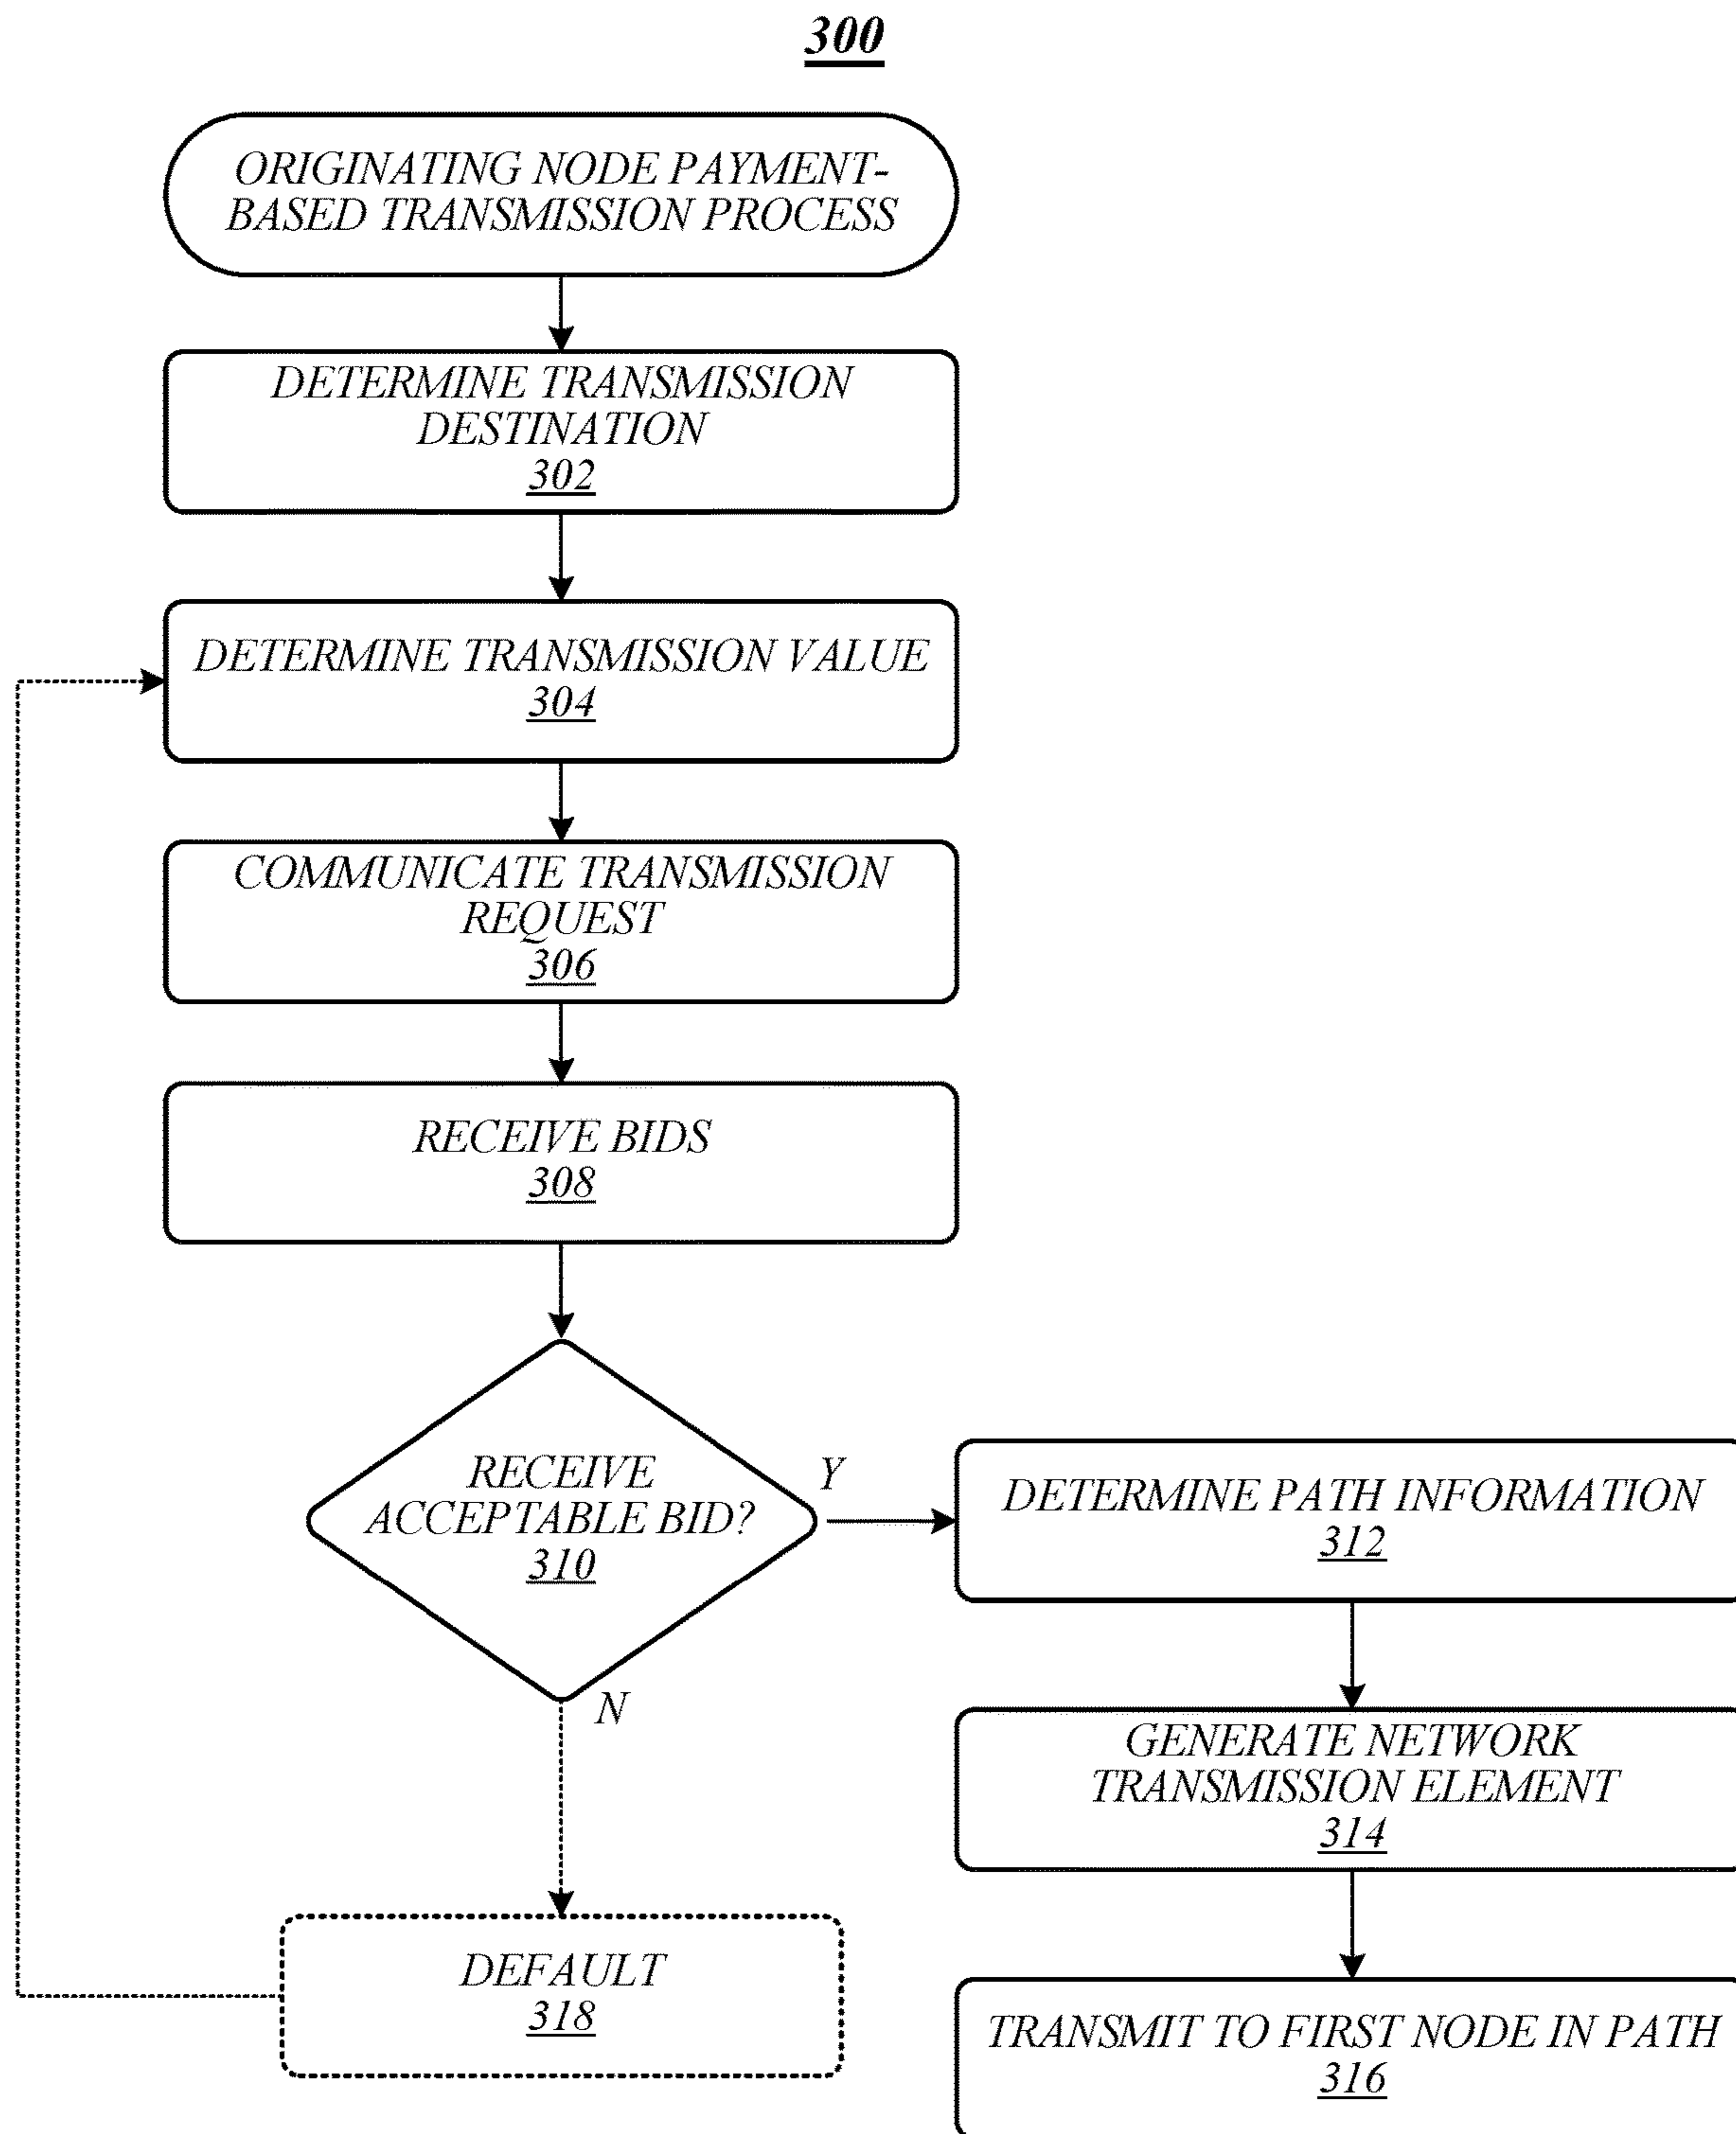 300
ORIGINATING NODE PAYMENT-
BASED TRANSMISSION PROCESS
DETERMINE TRANSMISSION
DESTINATION
302
DETERMINE TRANSMISSION VALUE
304
COMMUNICATE TRANSMISSION
REQUEST
306
RECEIVE BIDS
308
RECEIVE
ACCEPTABLE BID?
310
Y
N
DETERMINE PATH INFORMATION
312
GENERATE NETWORK
TRANSMISSION ELEMENT
314
TRANSMIT TO FIRST NODE IN PATH
316
DEFAULT
318